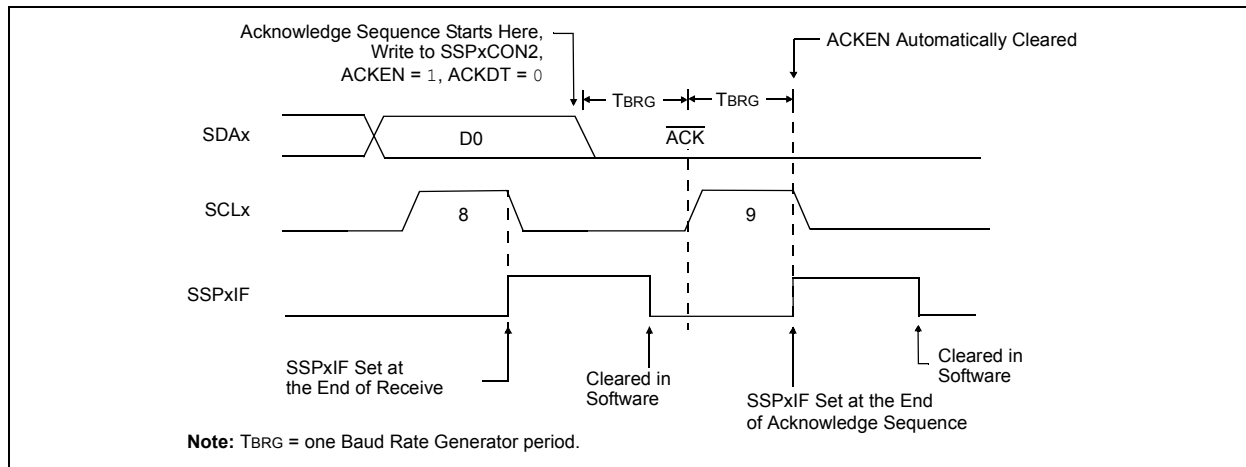 Acknowledge Sequence Starts Here,
Write to SSPxCON2,
ACKEN = 1, ACKDT = 0
ACKEN Automatically Cleared
TBRG
TBRG
SDAx
D0
ACK
SCLx
8
9
SSPxIF
SSPxIF Set at
the End of Receive
Cleared in
Software
SSPxIF Set at the End
of Acknowledge Sequence
Cleared in
Software
Note: TBRG = one Baud Rate Generator period.